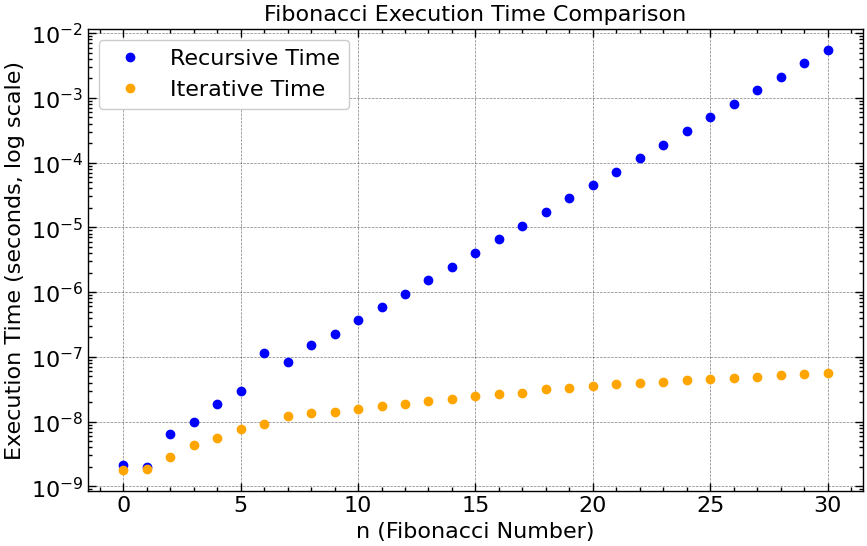 Fibonacci Execution Time Comparison
Execution Time (seconds, log scale)
10⁻²
10⁻³
10⁻⁴
10⁻⁵
10⁻⁶
10⁻⁷
10⁻⁸
10⁻⁹
Recursive Time
Iterative Time
0 5 10 15 20 25 30
n (Fibonacci Number)